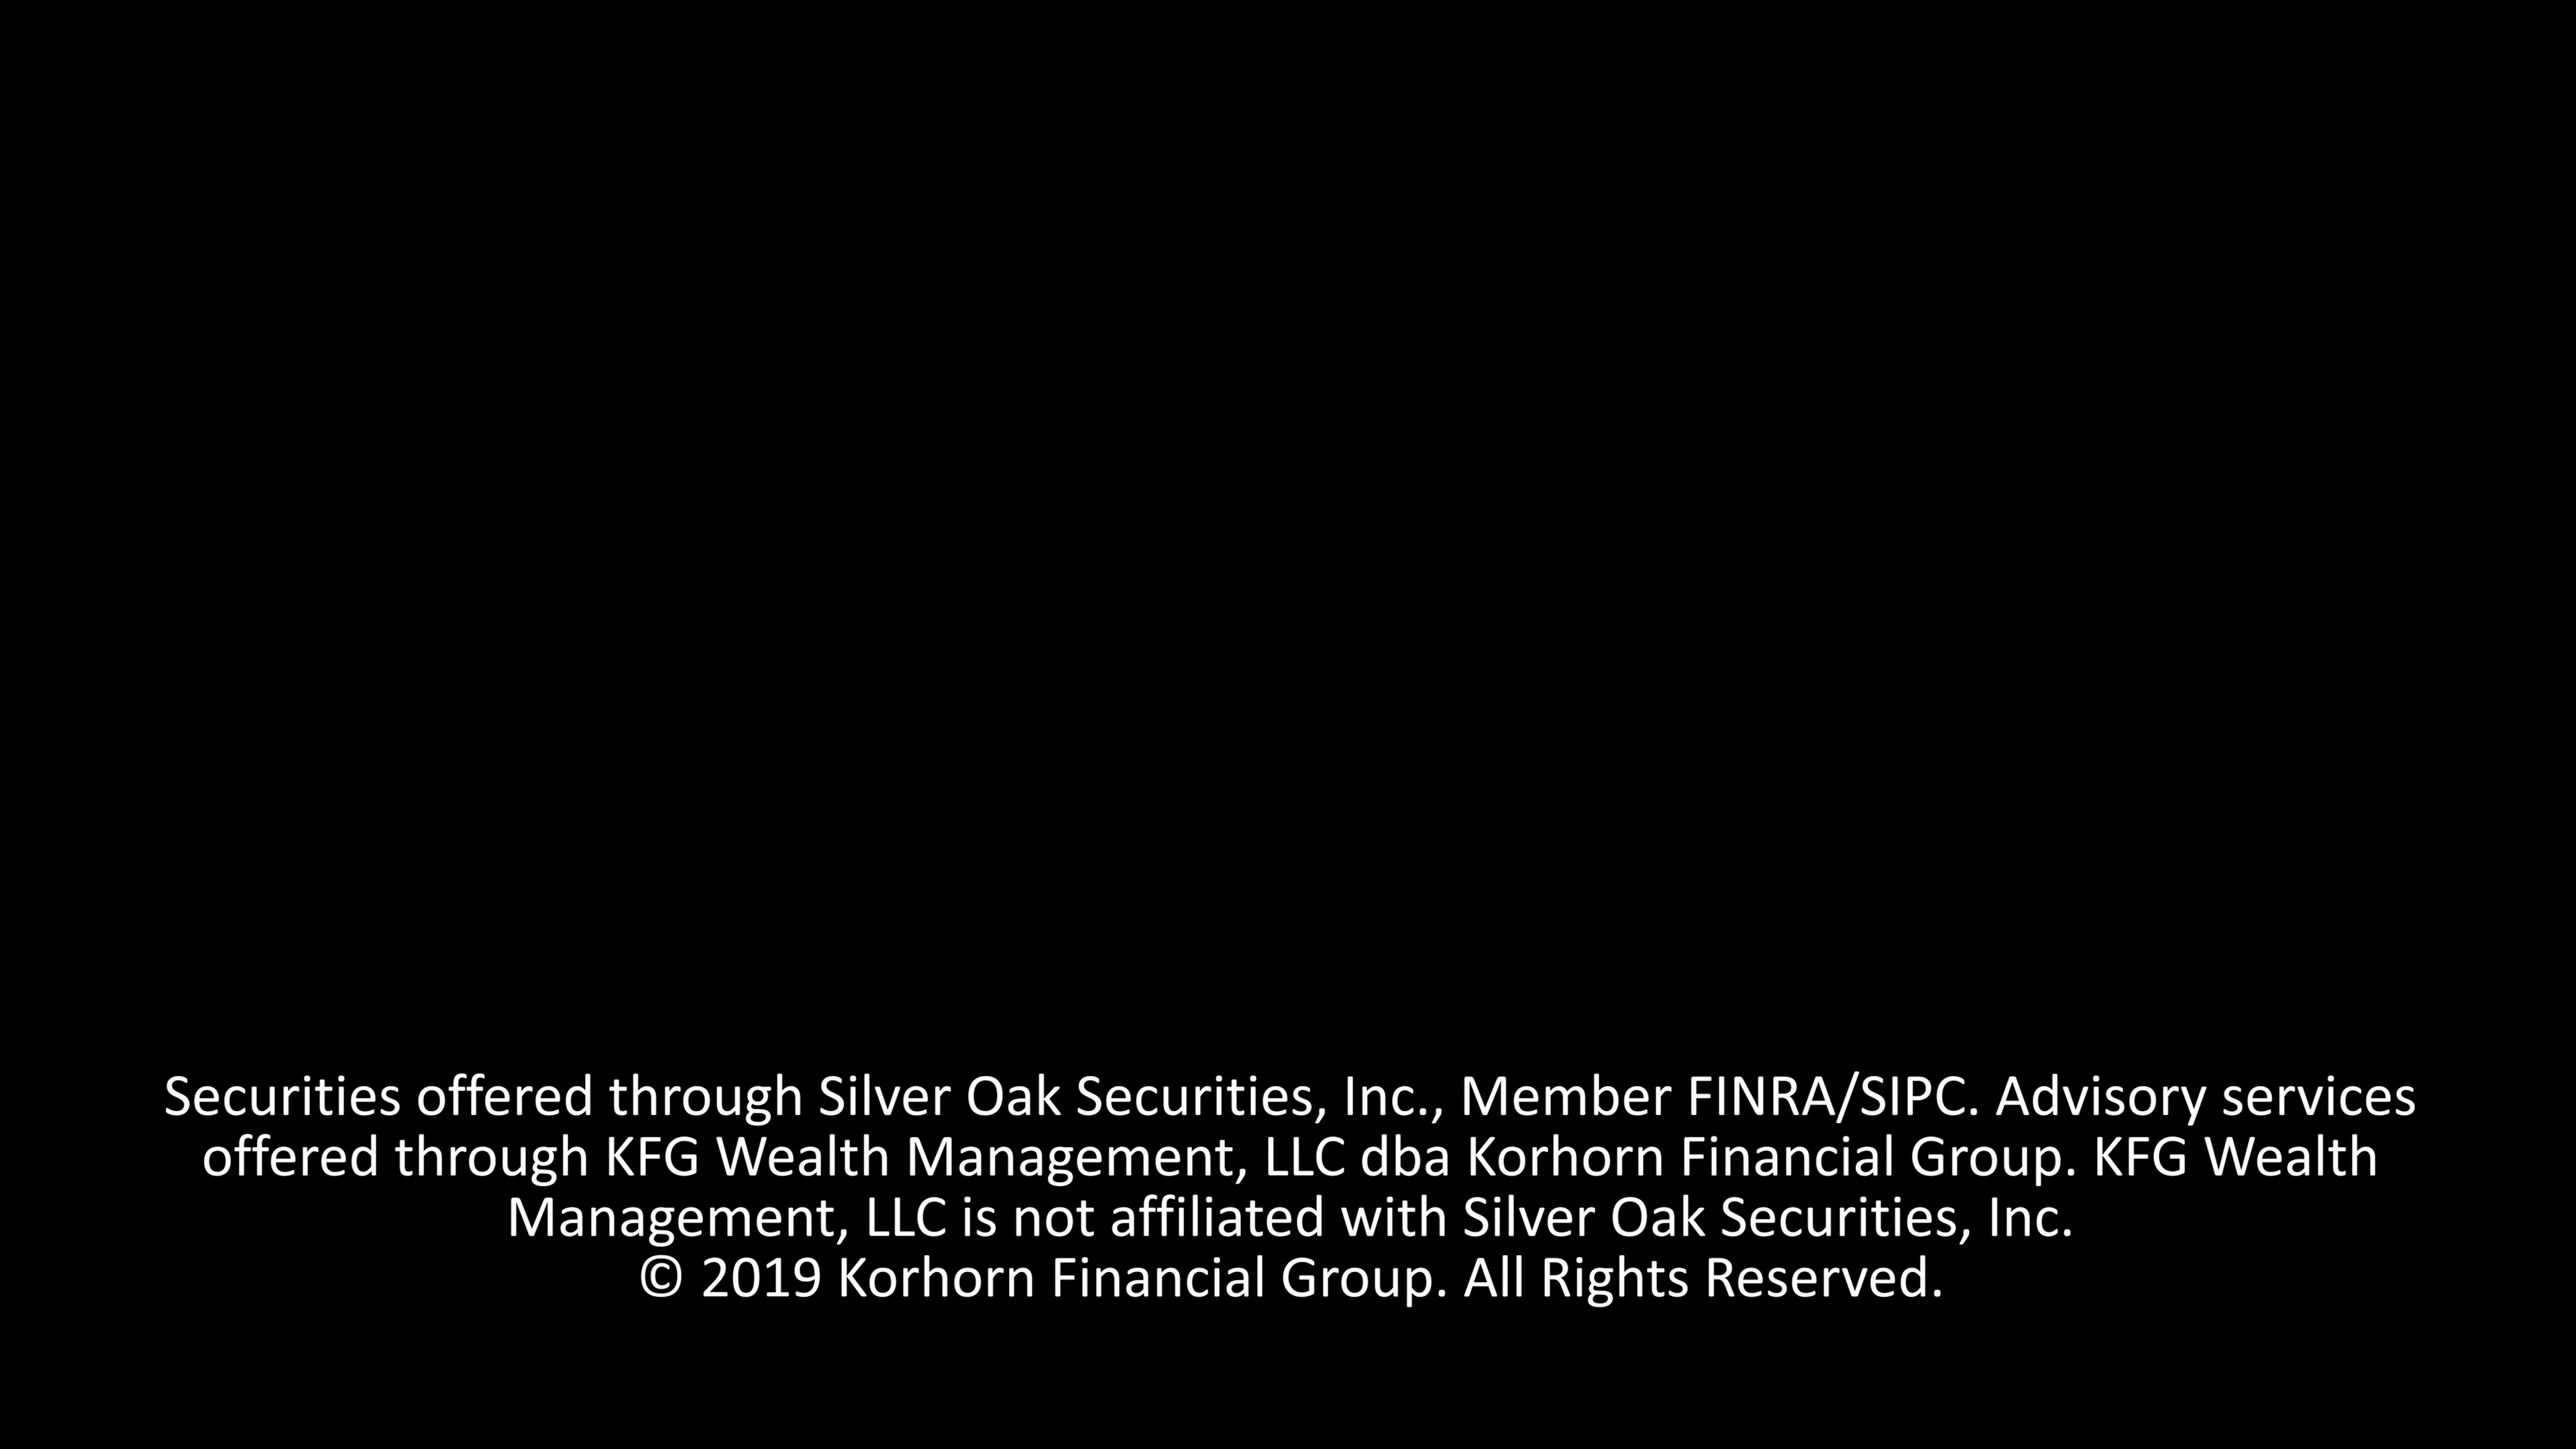 Securities offered through Silver Oak Securities, Inc., Member FINRA/SIPC. Advisory services
offered through KFG Wealth Management, LLC dba Korhorn Financial Group. KFG Wealth
Management, LLC is not affiliated with Silver Oak Securities, Inc.
© 2019 Korhorn Financial Group. All Rights Reserved.